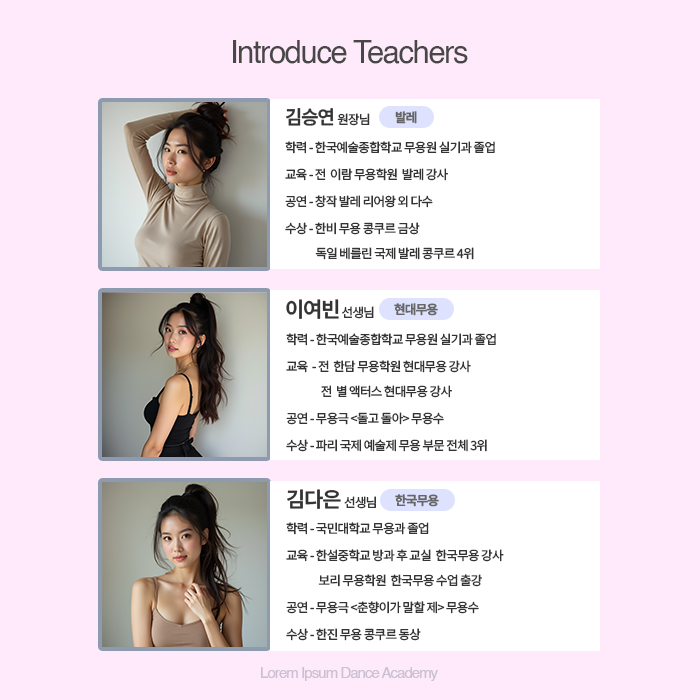 Introduce Teachers
김승연 원장님 발레
학력 - 한국예술종합학교 무용원 실기과 졸업
교육 - 전 이람 무용학원 발레 강사
공연 - 창작 발레 리어왕 외 다수
수상 - 한비 무용 콩쿠르 금상
독일 베를린 국제 발레 콩쿠르 4위
이여빈 선생님 현대무용
학력 - 한국예술종합학교 무용원 실기과 졸업
교육 - 전 한담 무용학원 현대무용 강사
전 별 액터스 현대무용 강사
공연 - 무용극 <돌고 돌아> 무용수
수상 - 파리 국제 예술제 무용 부문 전체 3위
김다은 선생님 한국무용
학력 - 국민대학교 무용과 졸업
교육 - 한설중학교 방과 후 교실 한국무용 강사
보리 무용학원 한국무용 수업 출강
공연 - 무용극 <춘향이가 말할 제> 무용수
수상 - 한진 무용 콩쿠르 동상
Lorem Ipsum Dance Academy